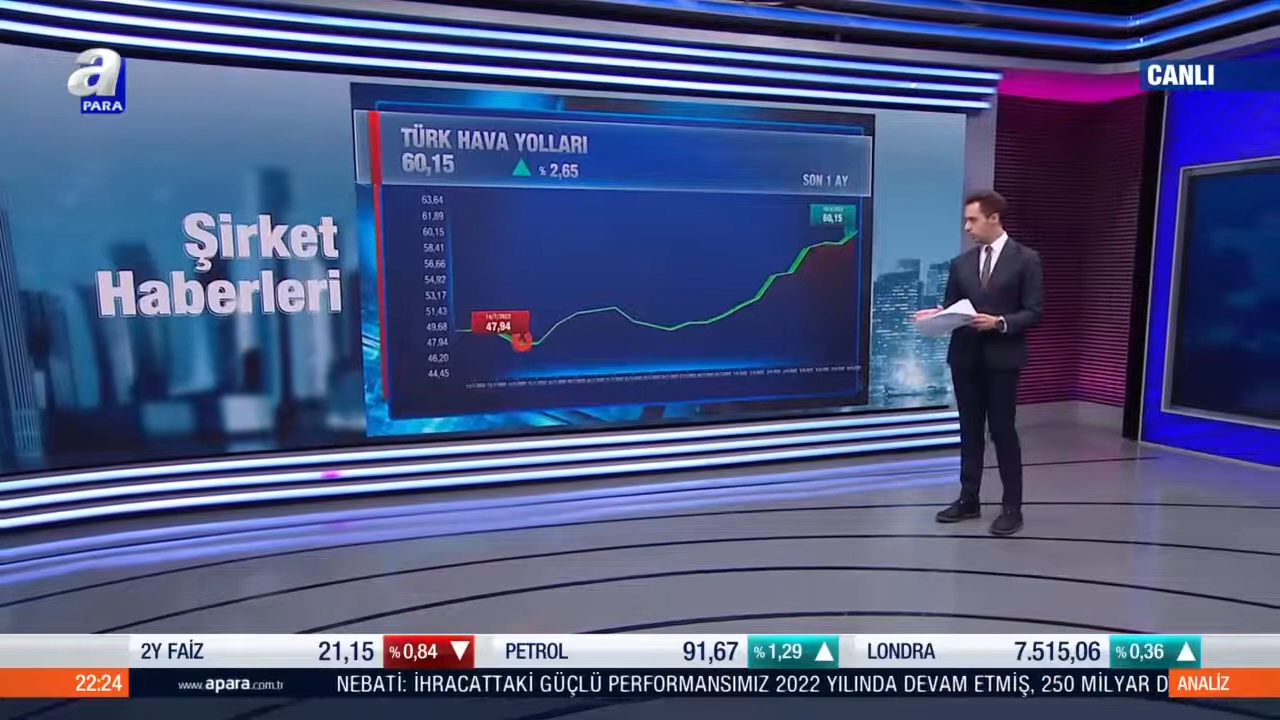 a
PARA
CANLI
TÜRK HAVA YOLLARI
60,15 % 2,65
SON 1 AY
63,64
61,89
60,15
58,41
56,66
54,92
53,17
51,43
49,68
47,94
46,20
44,45
60,15
14/7/2022
47,94
Şirket
Haberleri
2Y FAİZ 21,15 % 0,84 PETROL 91,67 % 1,29 LONDRA 7.515,06 % 0,36
22:24 www.apara.com.tr NEBATİ: İHRACATTAKİ GÜÇLÜ PERFORMANSIMIZ 2022 YILINDA DEVAM ETMİŞ, 250 MİLYAR D ANALİZ